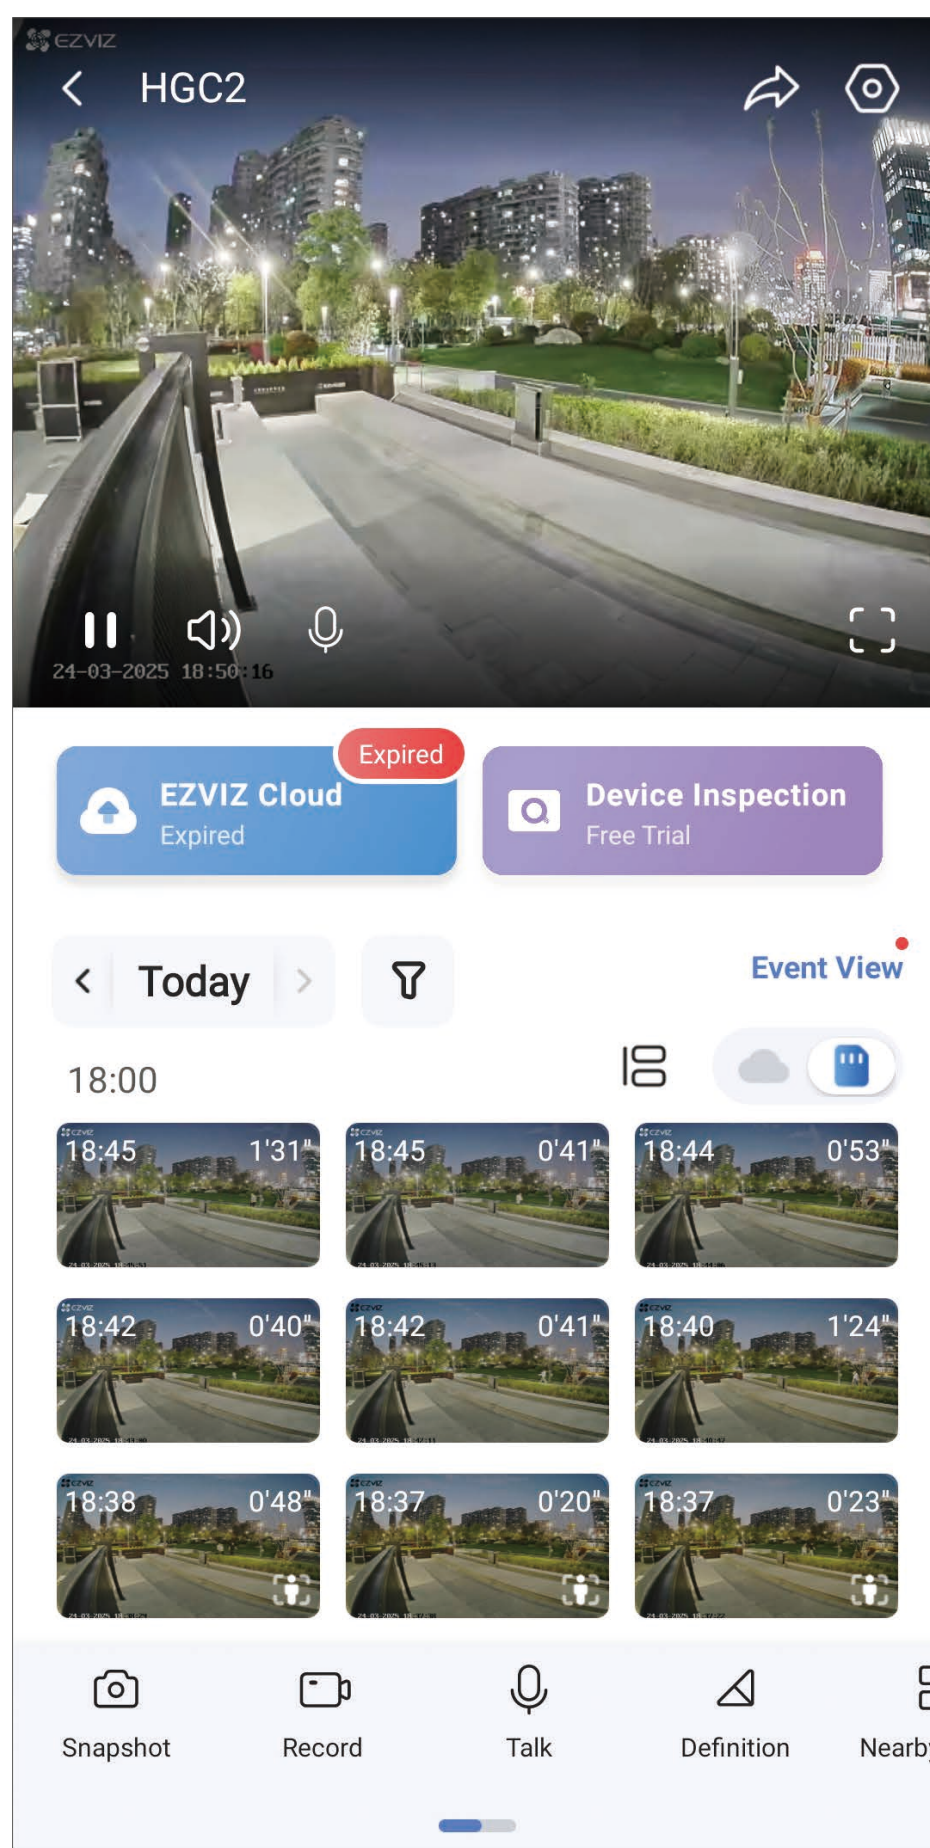 EZVIZ
HGC2
24-03-2025 18:50:16
Expired
EZVIZ Cloud
Expired
Device Inspection
Free Trial
Today
Event View
18:00
18:45 1'31"
18:45 0'41"
18:44 0'53"
18:42 0'40"
18:42 0'41"
18:40 1'24"
18:38 0'48"
18:37 0'20"
18:37 0'23"
Snapshot
Record
Talk
Definition
Nearby